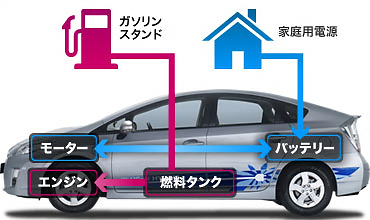 ガソリン
スタンド
家庭用電源
モーター
バッテリー
エンジン
燃料タンク